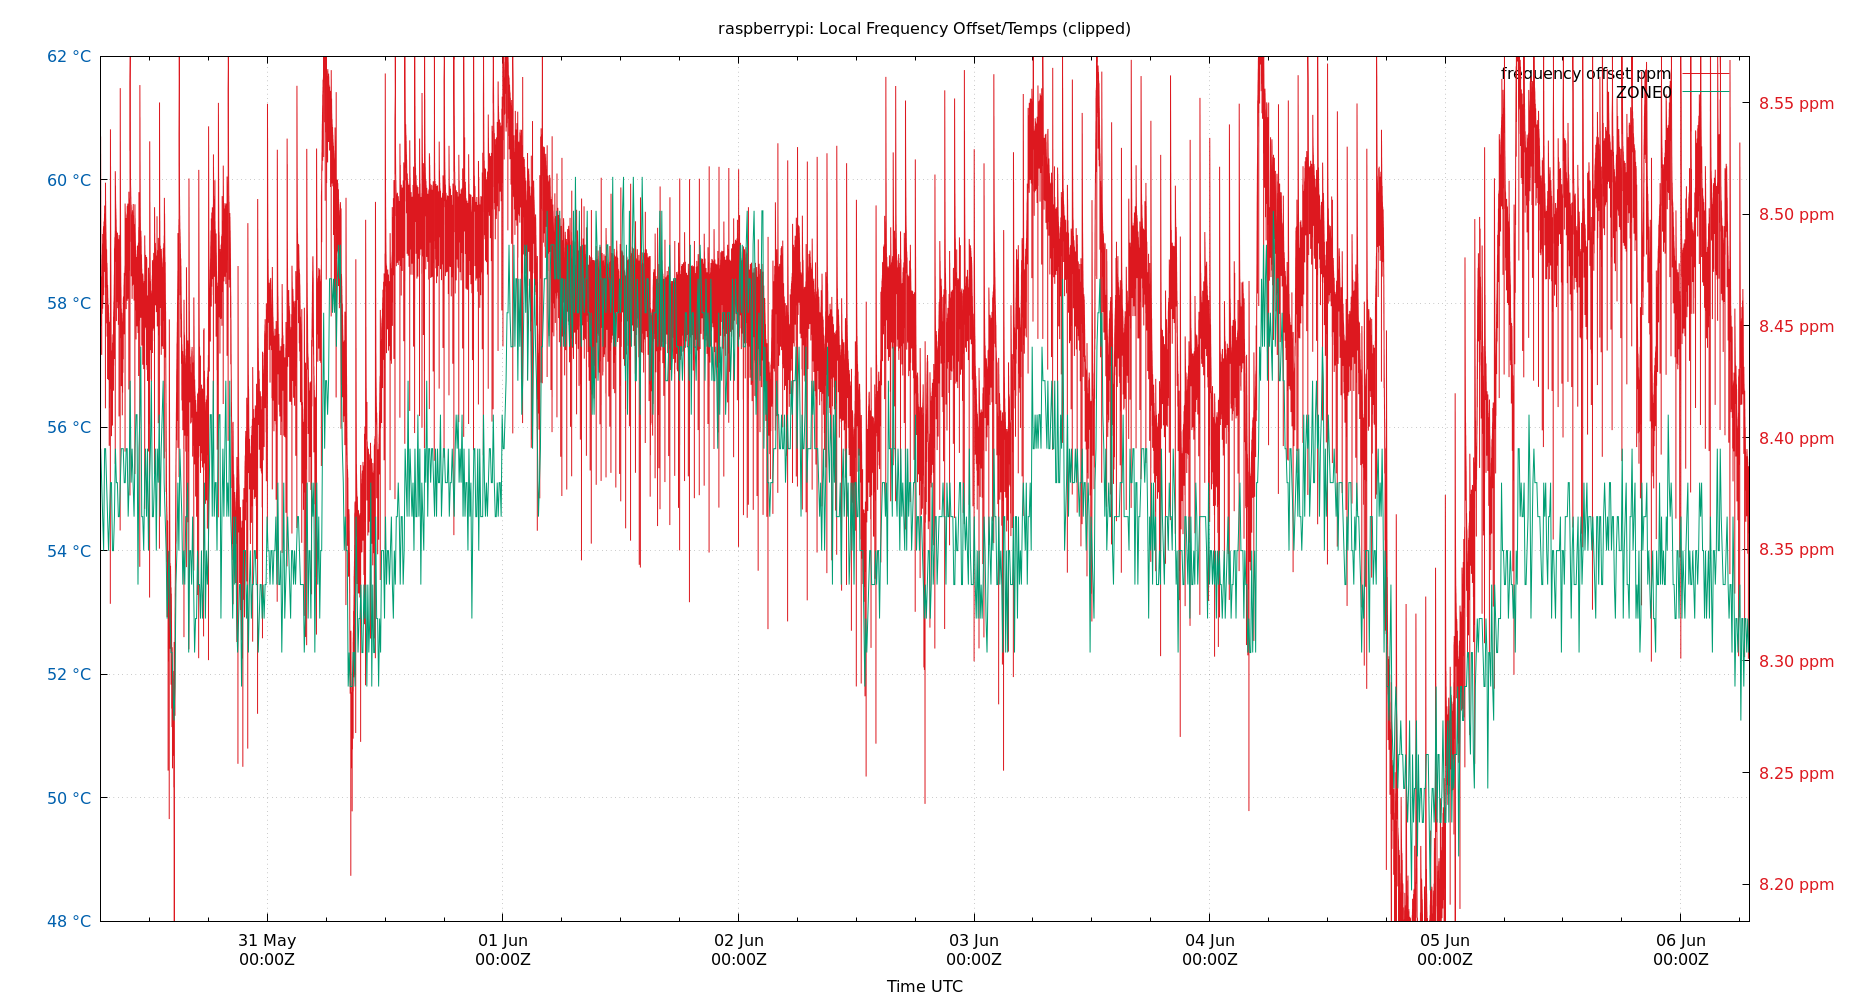 raspberrypi: Local Frequency Offset/Temps (clipped)
frequency offset ppm
ZONE0
62 °C
60 °C
58 °C
56 °C
54 °C
52 °C
50 °C
48 °C
8.55 ppm
8.50 ppm
8.45 ppm
8.40 ppm
8.35 ppm
8.30 ppm
8.25 ppm
8.20 ppm
31 May
00:00Z
01 Jun
00:00Z
02 Jun
00:00Z
03 Jun
00:00Z
04 Jun
00:00Z
05 Jun
00:00Z
06 Jun
00:00Z
Time UTC